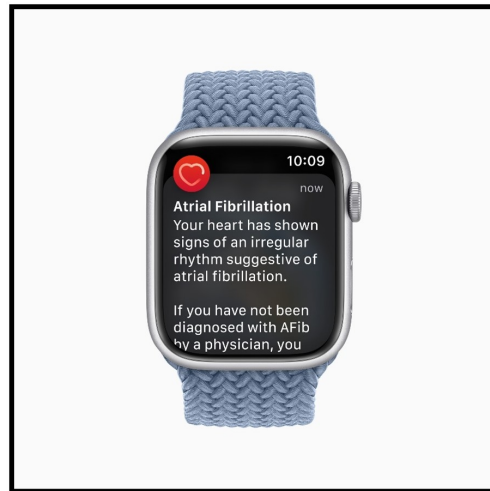 10:09
now
Atrial Fibrillation
Your heart has shown
signs of an irregular
rhythm suggestive of
atrial fibrillation.
If you have not been
diagnosed with AFib
by a physician, you